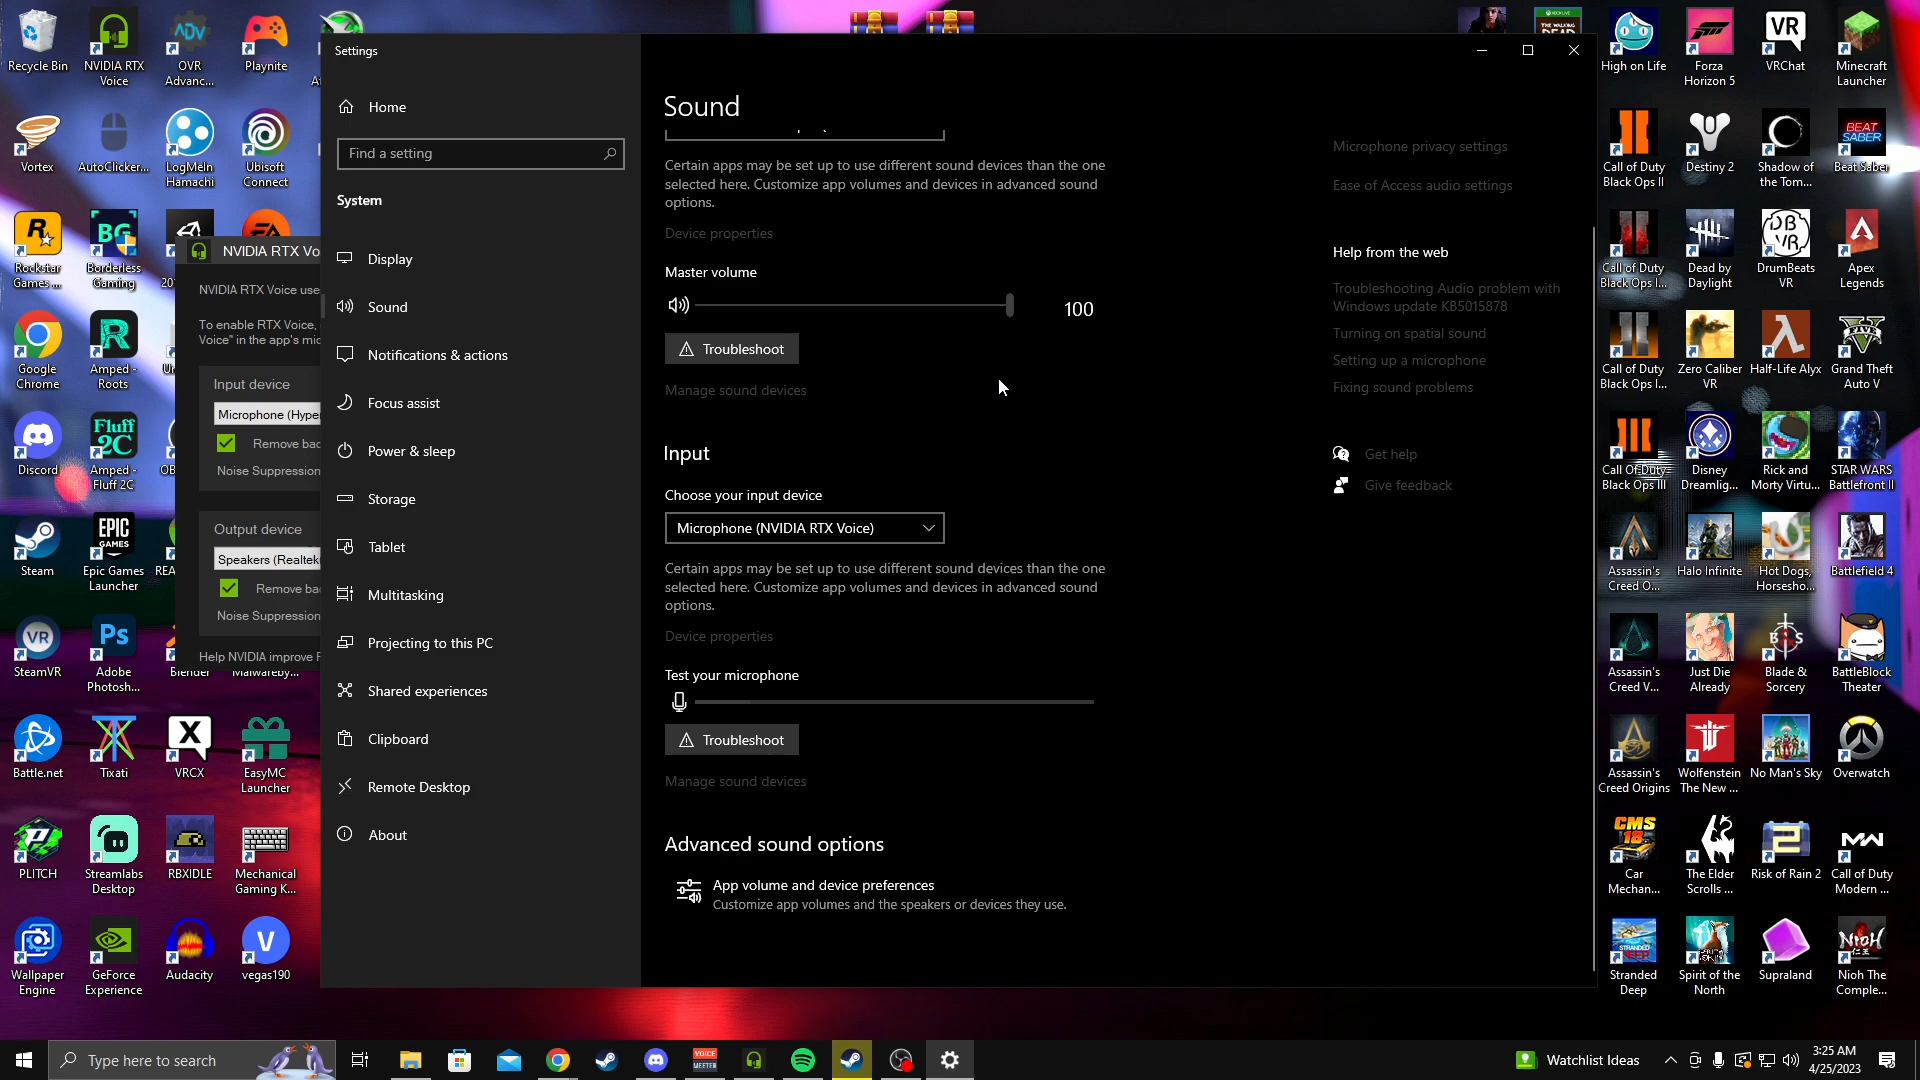 Recycle Bin
NVIDIA RTX
Voice
OVR
Advanc...
Playnite
Vortex
AutoClicker...
LogMeIn
Hamachi
Ubisoft
Connect
Rockstar
Games ...
Borderless
Gaming
Google
Chrome
Amped -
Roots
Discord
Amped -
Fluff 2C
Steam
Epic Games
Launcher
SteamVR
Adobe
Photosh...
Blender
Malwareby...
Battle.net
Tixati
VRCX
EasyMC
Launcher
PLITCH
Streamlabs
Desktop
RBXIDLE
Mechanical
Gaming K...
Wallpaper
Engine
GeForce
Experience
Audacity
vegas190
NVIDIA RTX Vo
NVIDIA RTX Voice use
To enable RTX Voice,
Voice" in the app's mic
Input device
Microphone (Hype
Remove bac
Noise Suppression
Output device
Speakers (Realtek
Remove bac
Noise Suppression
Help NVIDIA improve
Settings
Home
Find a setting
System
Display
Sound
Notifications & actions
Focus assist
Power & sleep
Storage
Tablet
Multitasking
Projecting to this PC
Shared experiences
Clipboard
Remote Desktop
About
Sound
Certain apps may be set up to use different sound devices than the one
selected here. Customize app volumes and devices in advanced sound
options.
Device properties
Master volume
100
Troubleshoot
Manage sound devices
Input
Choose your input device
Microphone (NVIDIA RTX Voice)
Certain apps may be set up to use different sound devices than the one
selected here. Customize app volumes and devices in advanced sound
options.
Device properties
Test your microphone
Troubleshoot
Manage sound devices
Advanced sound options
App volume and device preferences
Customize app volumes and the speakers or devices they use.
Microphone privacy settings
Ease of Access audio settings
Help from the web
Troubleshooting Audio problem with
Windows update KB5015878
Turning on spatial sound
Setting up a microphone
Fixing sound problems
Get help
Give feedback
High on Life
Forza
Horizon 5
VRChat
Minecraft
Launcher
Call of Duty
Black Ops II
Destiny 2
Shadow of
the Tom...
Beat Saber
Call of Duty
Black Ops I...
Dead by
Daylight
DrumBeats
VR
Apex
Legends
Call of Duty
Black Ops I...
Zero Caliber
VR
Half-Life Alyx
Grand Theft
Auto V
Call Of Duty-
Black Ops III
Disney
Dreamlig...
Rick and
Morty Virtu...
STAR WARS
Battlefront II
Assassin's
Creed O...
Halo Infinite
Hot Dogs,
Horsesho...
Battlefield 4
Assassin's
Creed V...
Just Die
Already
Blade &
Sorcery
BattleBlock
Theater
Assassin's
Creed Origins
Wolfenstein
The New ...
No Man's Sky
Overwatch
Car
Mechan...
The Elder
Scrolls ...
Risk of Rain 2
Call of Duty
Modern ...
Stranded
Deep
Spirit of the
North
Supraland
Nioh The
Comple...
Type here to search
VOICE
MEETER
Watchlist Ideas
3:25 AM
4/25/2023